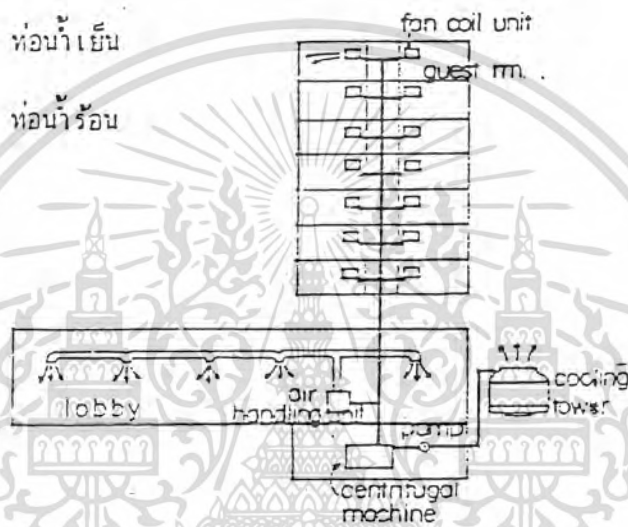 ท่อน้ำเย็น
fan coil unit
guest rm.
ท่อน้ำร้อน
lobby
air
handling unit
pump
cooling
tower
centrifugal
machine